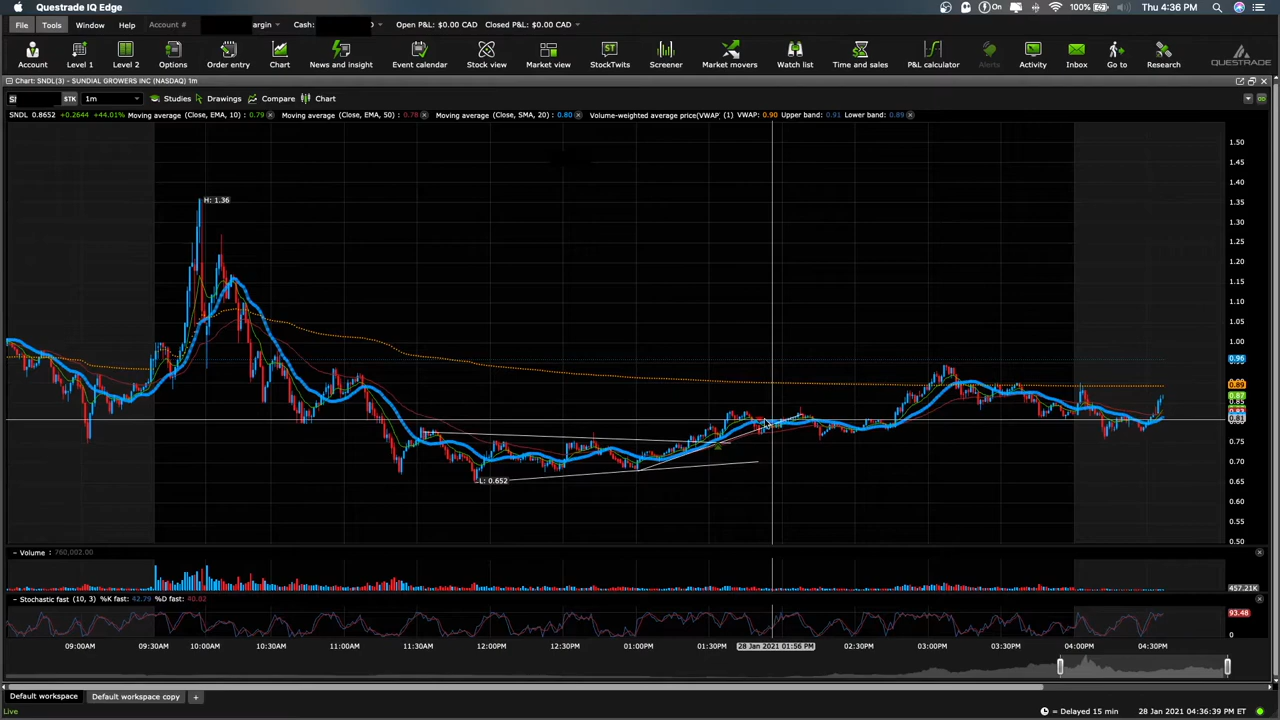 Questrade IQ Edge
100%
Thu 4:36 PM
File Tools Window Help Account # argin Cash: Open P&L: $0.00 CAD Closed P&L: $0.00 CAD
Account Level 1 Level 2 Options Order entry Chart News and insight Event calendar Stock view Market view StockTwits Screener Market movers Watch list Time and sales P&L calculator Alerts Activity Inbox Go to Research
QUESTRADE
Chart: SNDL(3) - SUNDIAL GROWERS INC (NASDAQ) 1m
STK 1m Studies Drawings Compare Chart
SNDL 0.8652 +0.2644 +44.01% Moving average (Close, EMA, 10): 0.79 Moving average (Close, EMA, 50): 0.78 Moving average (Close, SMA, 20): 0.80 Volume-weighted average price(VWAP) (1) VWAP: 0.90 Upper band: 0.91 Lower band: 0.89
1.50
1.45
1.40
1.35
H: 1.36
1.30
1.25
1.20
1.15
1.10
1.05
1.00
0.96
0.89
0.87
0.85
0.81
0.75
0.70
L: 0.652
0.65
0.60
0.55
0.50
Volume : 760,002.00
457.21K
Stochastic fast (10, 3) %K fast: 42.79 %D fast: 40.02
93.48
0
09:00AM 09:30AM 10:00AM 10:30AM 11:00AM 11:30AM 12:00PM 12:30PM 01:00PM 01:30PM 28 Jan 2021 01:56 PM 02:30PM 03:00PM 03:30PM 04:00PM 04:30PM
Default workspace Default workspace copy +
Live
= Delayed 15 min 28 Jan 2021 04:36:39 PM ET